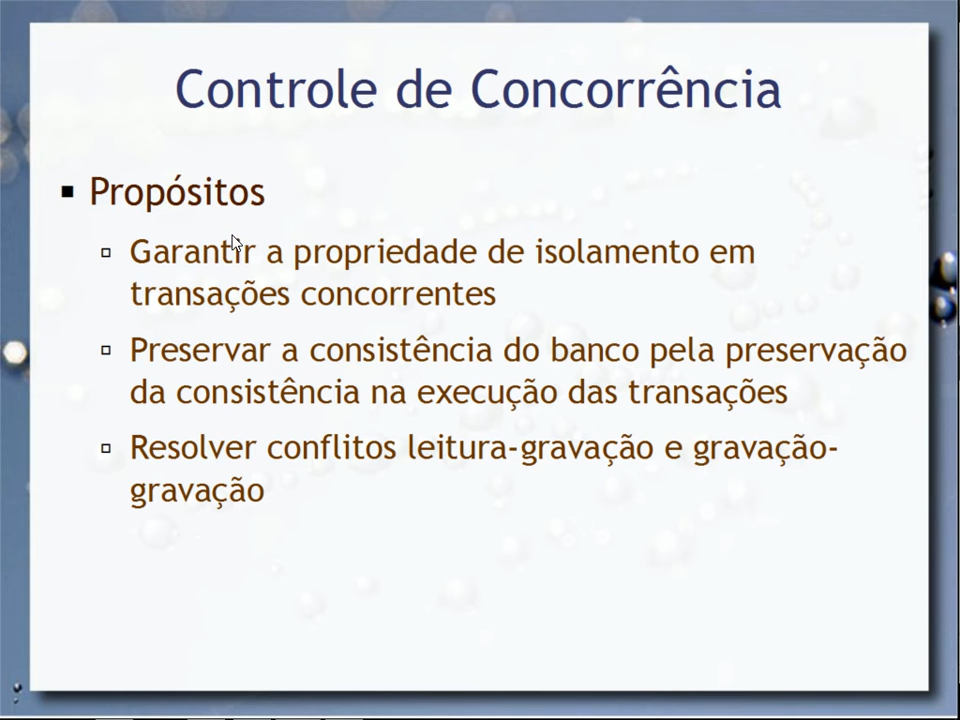 Controle de Concorrência
Propósitos
Garantir a propriedade de isolamento em
transações concorrentes
Preservar a consistência do banco pela preservação
da consistência na execução das transações
Resolver conflitos leitura-gravação e gravação-
gravação